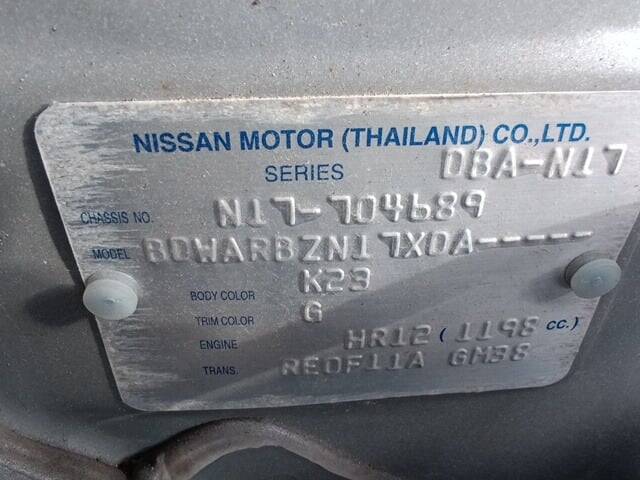 NISSAN MOTOR (THAILAND) CO.,LTD.
SERIES DBA-N17
CHASSIS NO. N17-704689
MODEL BDWARBZN17X0A-----
BODY COLOR K23
TRIM COLOR G
ENGINE HR12 (1198 cc.)
TRANS. RE0F11A GM38